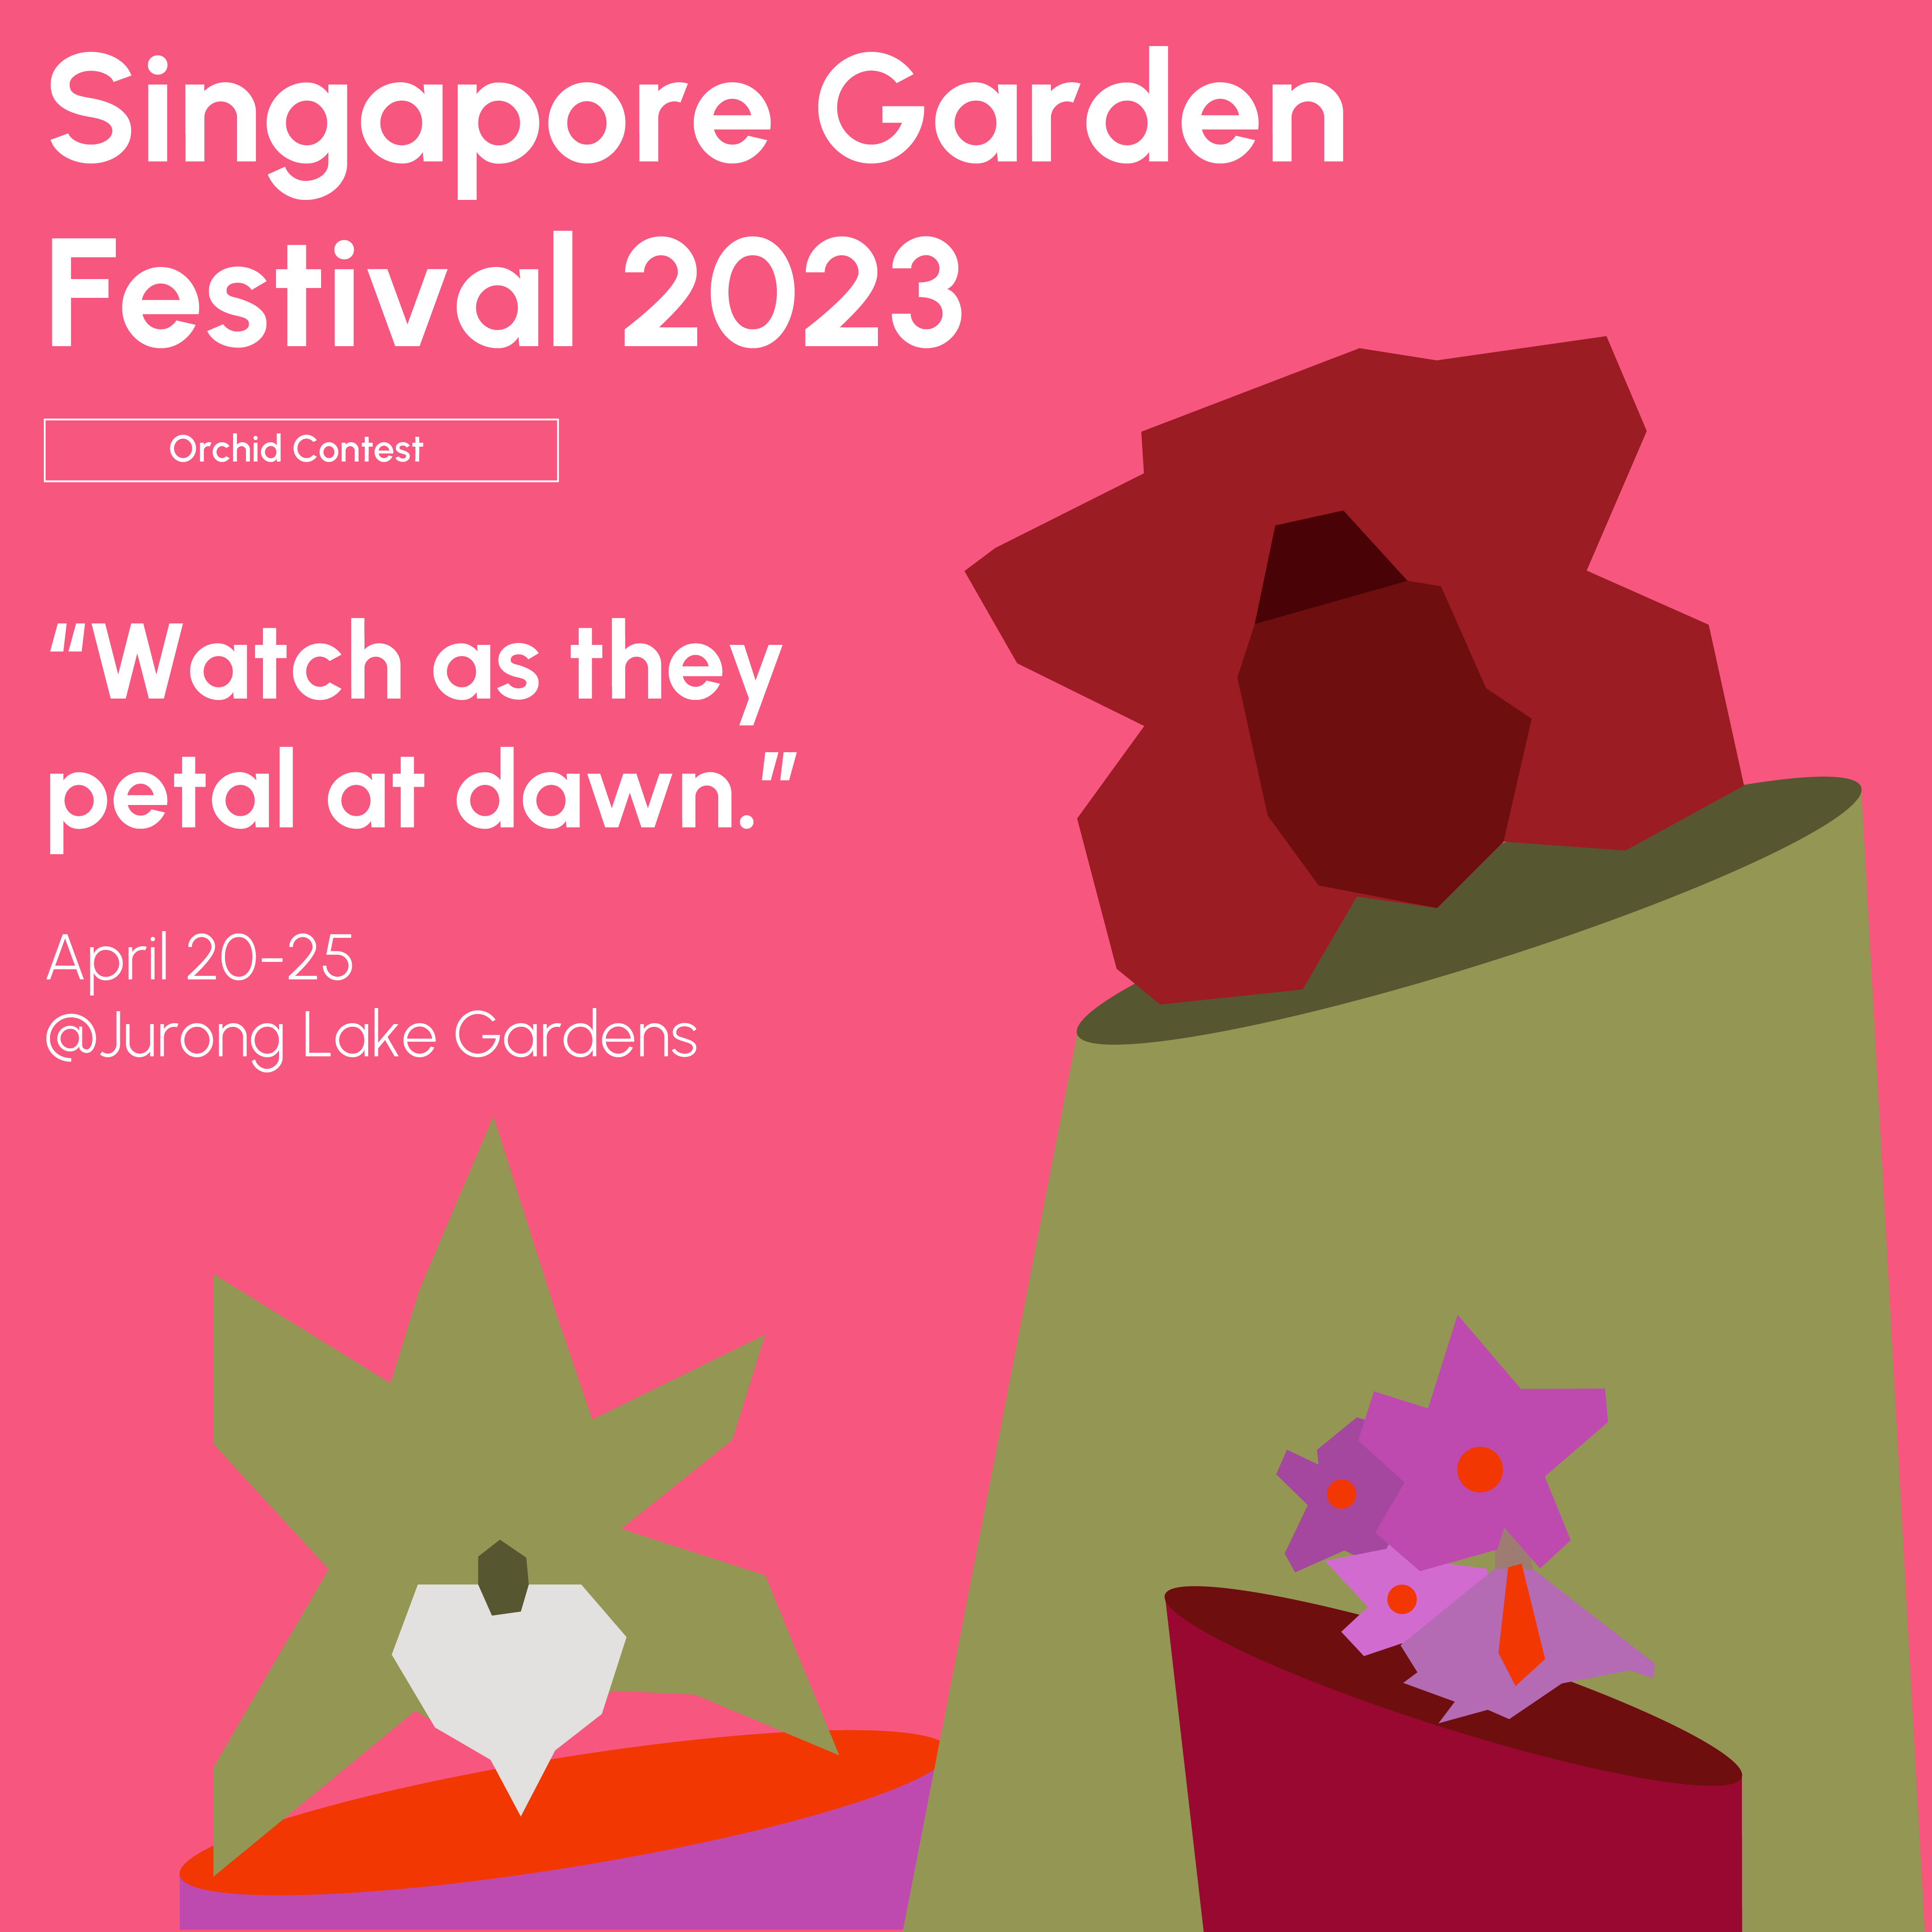 Singapore Garden
Festival 2023
Orchid Contest
“Watch as they
petal at dawn.”
April 20-25
@Jurong Lake Gardens